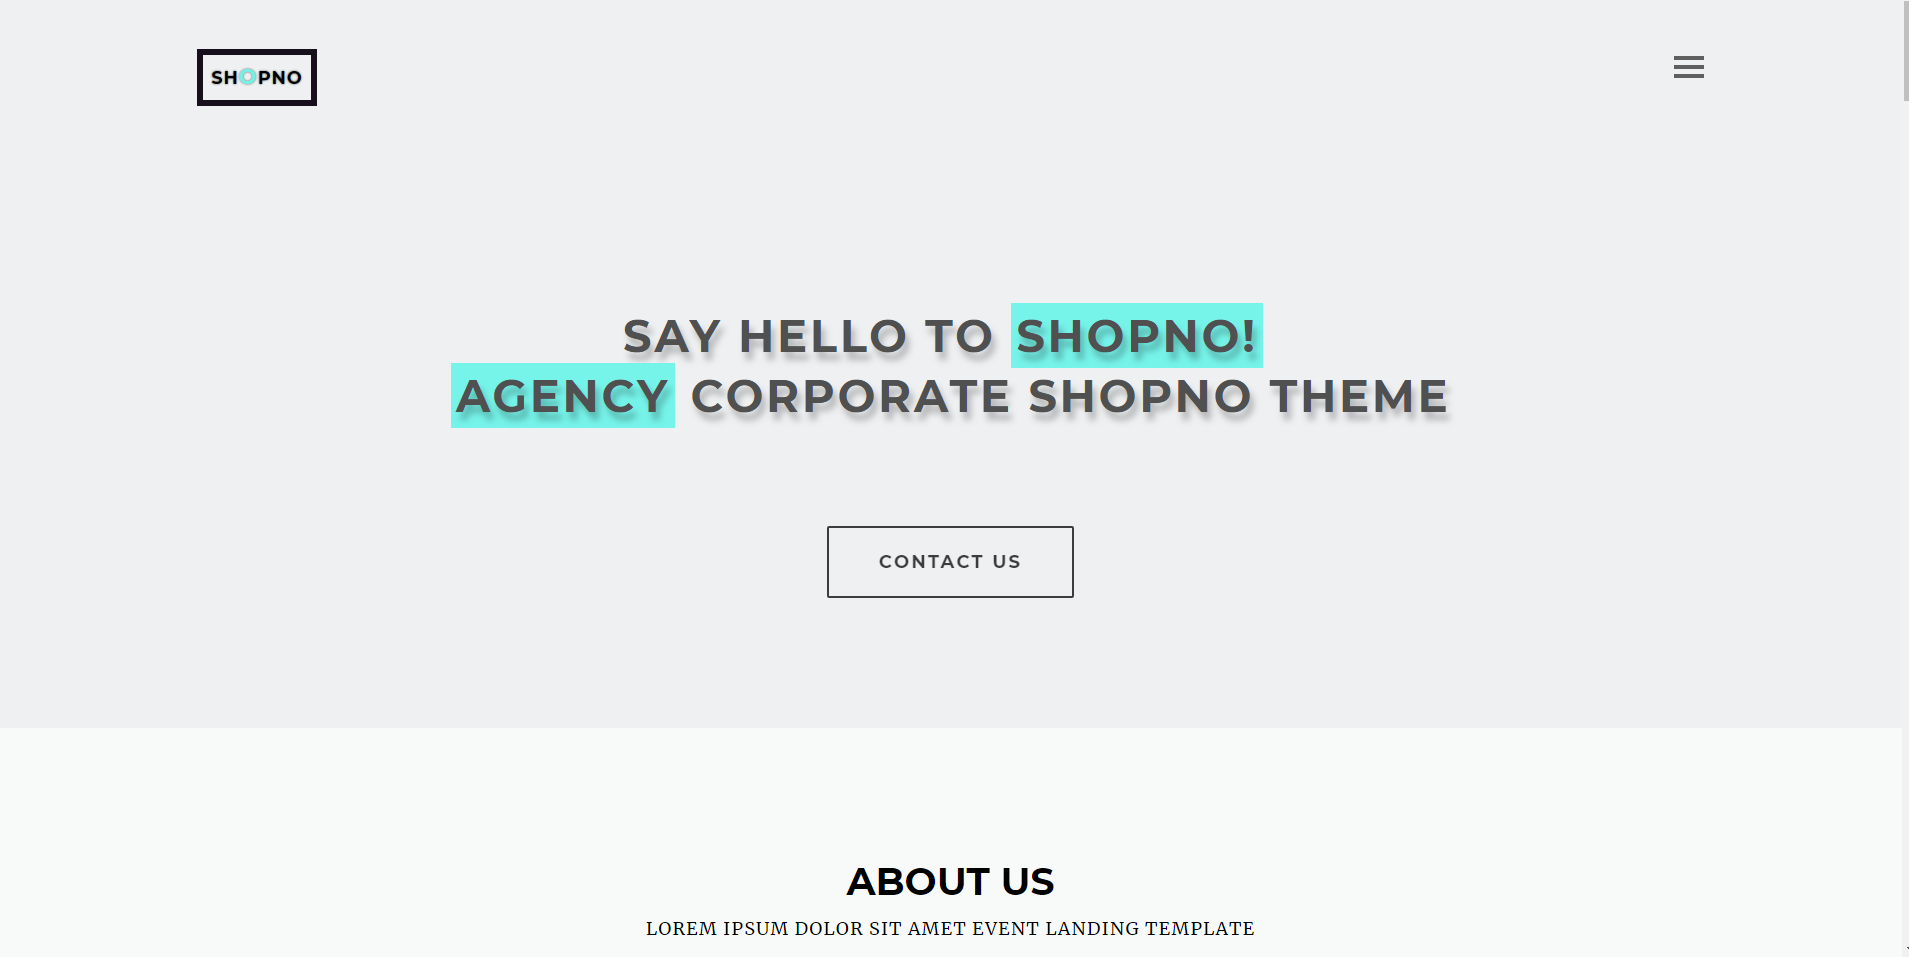 SHOPNO
SAY HELLO TO SHOPNO!
AGENCY CORPORATE SHOPNO THEME
CONTACT US
ABOUT US
LOREM IPSUM DOLOR SIT AMET EVENT LANDING TEMPLATE